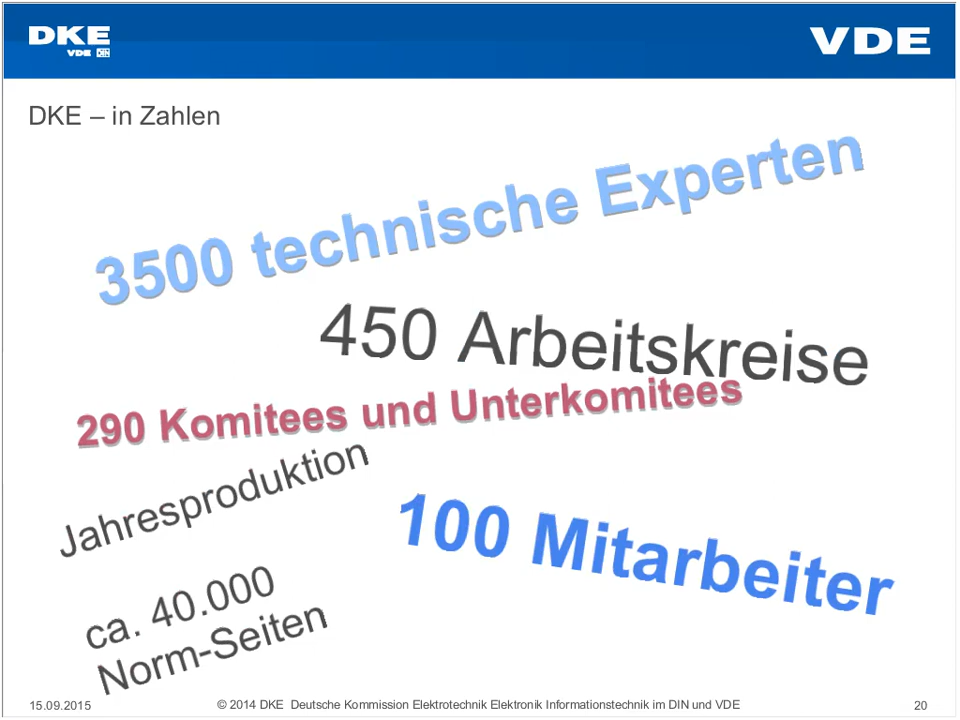 DKE
VDE DIN
VDE
DKE – in Zahlen
3500 technische Experten
450 Arbeitskreise
290 Komitees und Unterkomitees
Jahresproduktion
ca. 40.000
Norm-Seiten
100 Mitarbeiter
15.09.2015
© 2014 DKE Deutsche Kommission Elektrotechnik Elektronik Informationstechnik im DIN und VDE
20